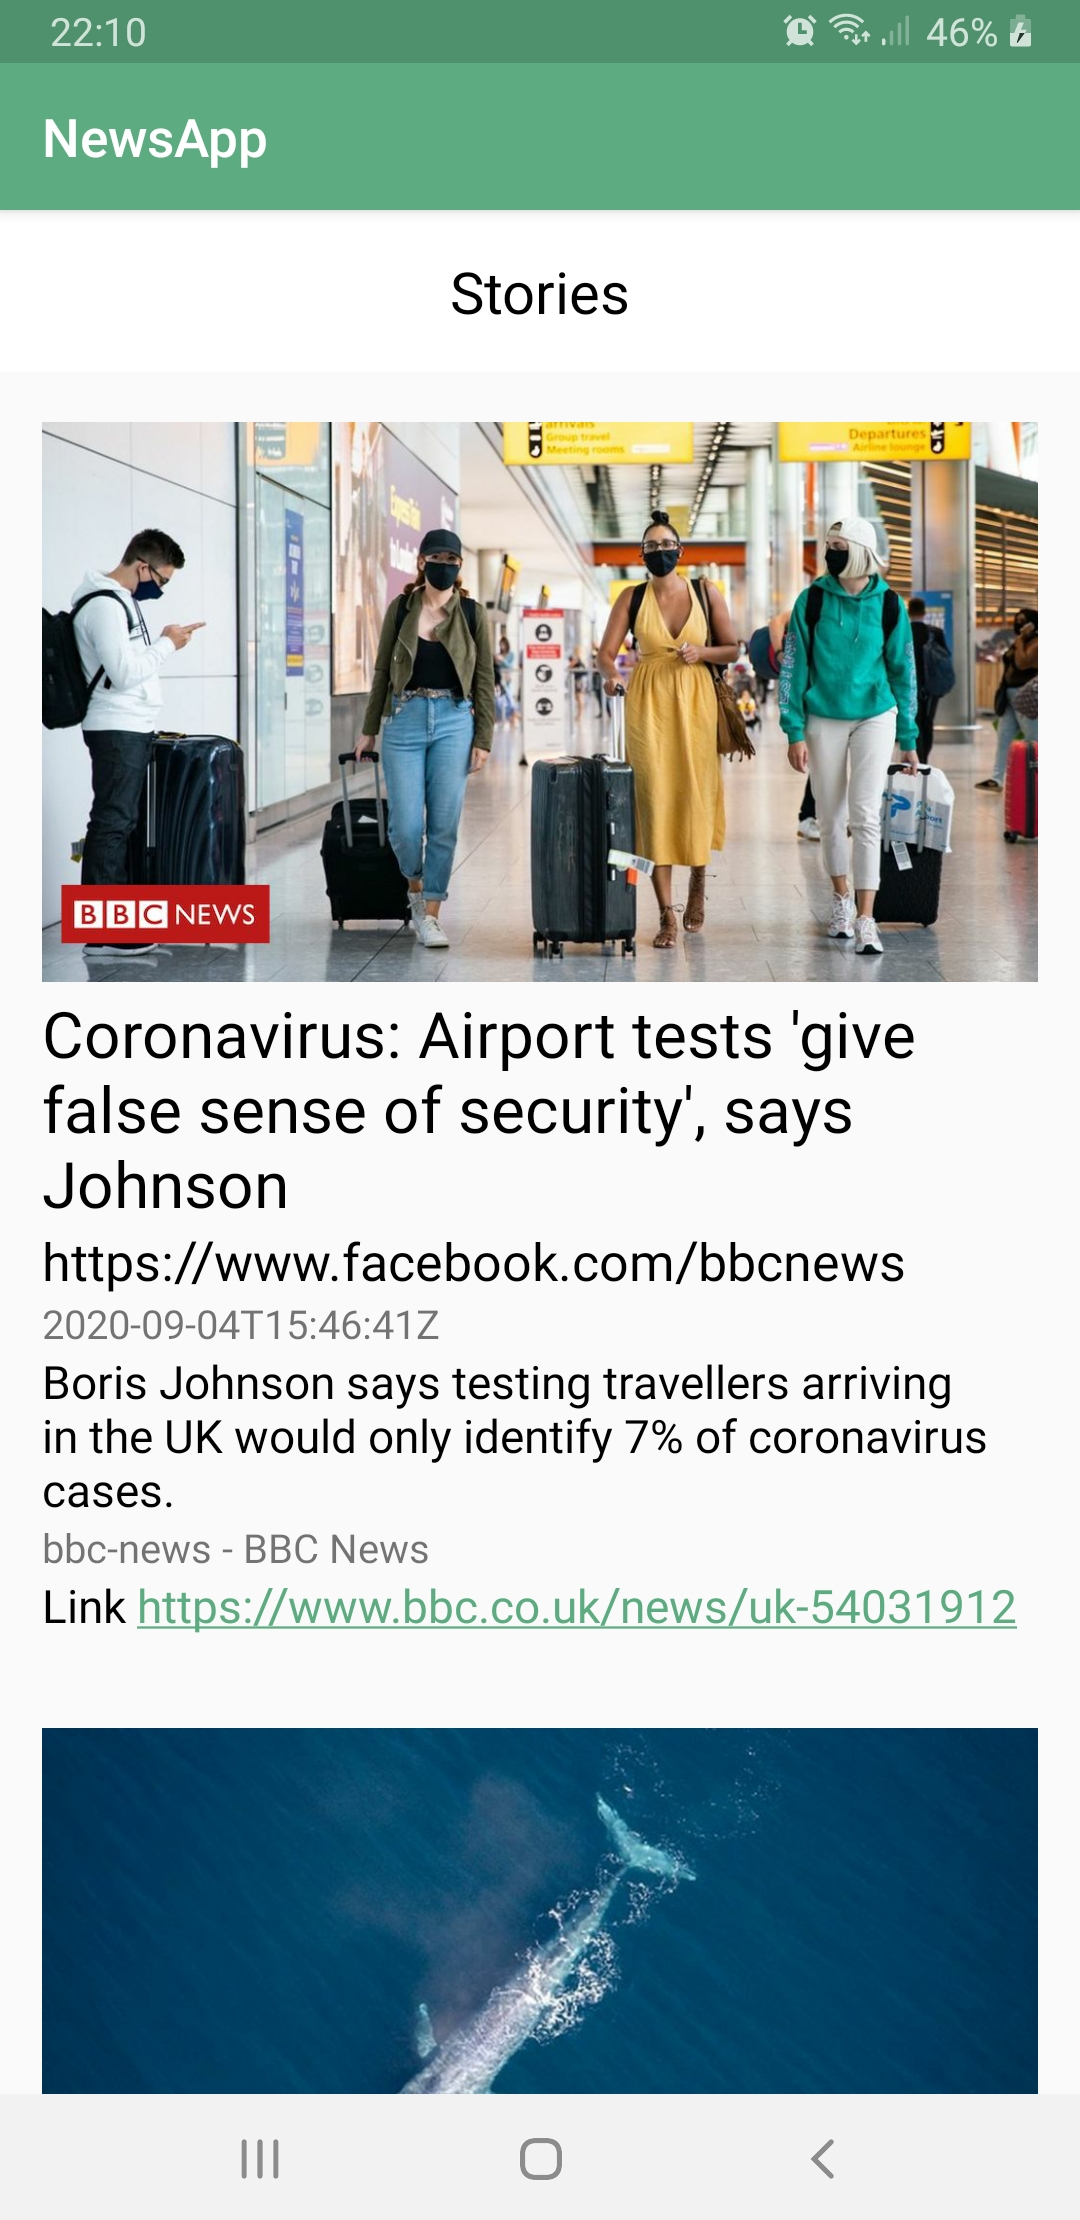 22:10 46%
NewsApp
Stories
arrivals
Group travel
Meeting rooms
Departures
Airline lounge
Express Train
BBC NEWS
Coronavirus: Airport tests 'give
false sense of security', says
Johnson
https://www.facebook.com/bbcnews
2020-09-04T15:46:41Z
Boris Johnson says testing travellers arriving
in the UK would only identify 7% of coronavirus
cases.
bbc-news - BBC News
Link https://www.bbc.co.uk/news/uk-54031912